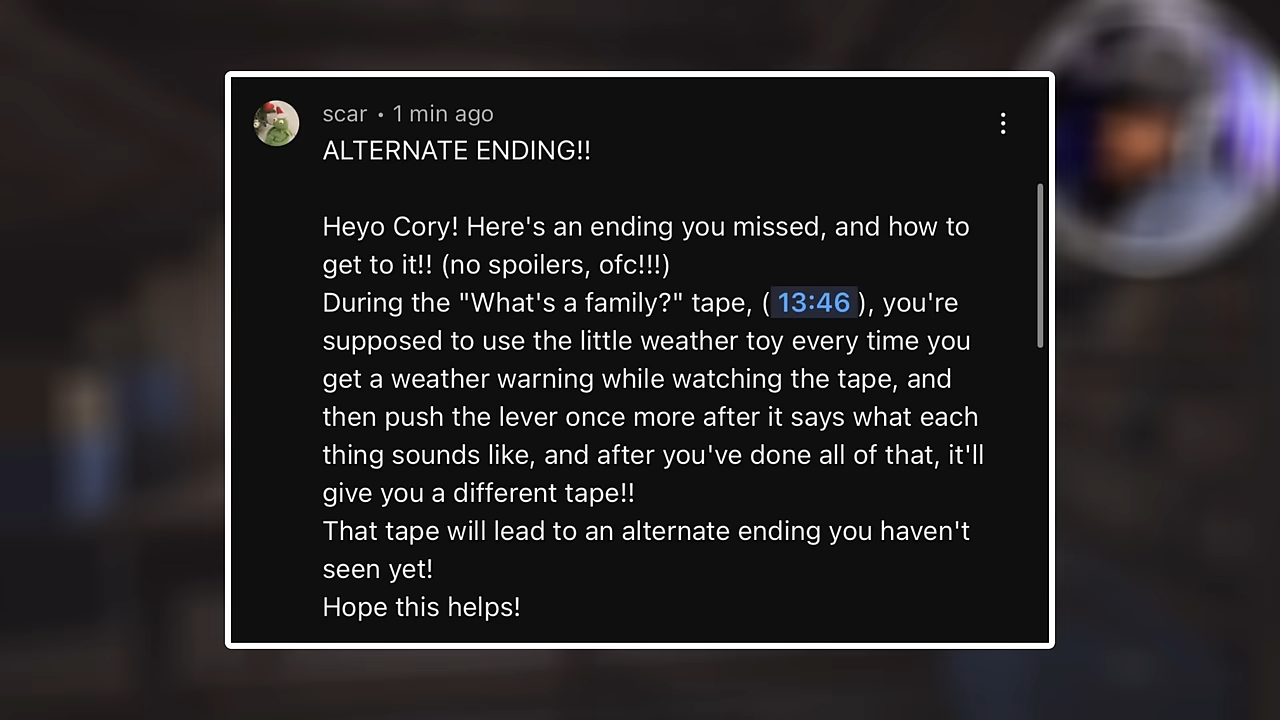 scar • 1 min ago
ALTERNATE ENDING!!
Heyo Cory! Here's an ending you missed, and how to
get to it!! (no spoilers, ofc!!!)
During the "What's a family?" tape, ( 13:46 ), you're
supposed to use the little weather toy every time you
get a weather warning while watching the tape, and
then push the lever once more after it says what each
thing sounds like, and after you've done all of that, it'll
give you a different tape!!
That tape will lead to an alternate ending you haven't
seen yet!
Hope this helps!